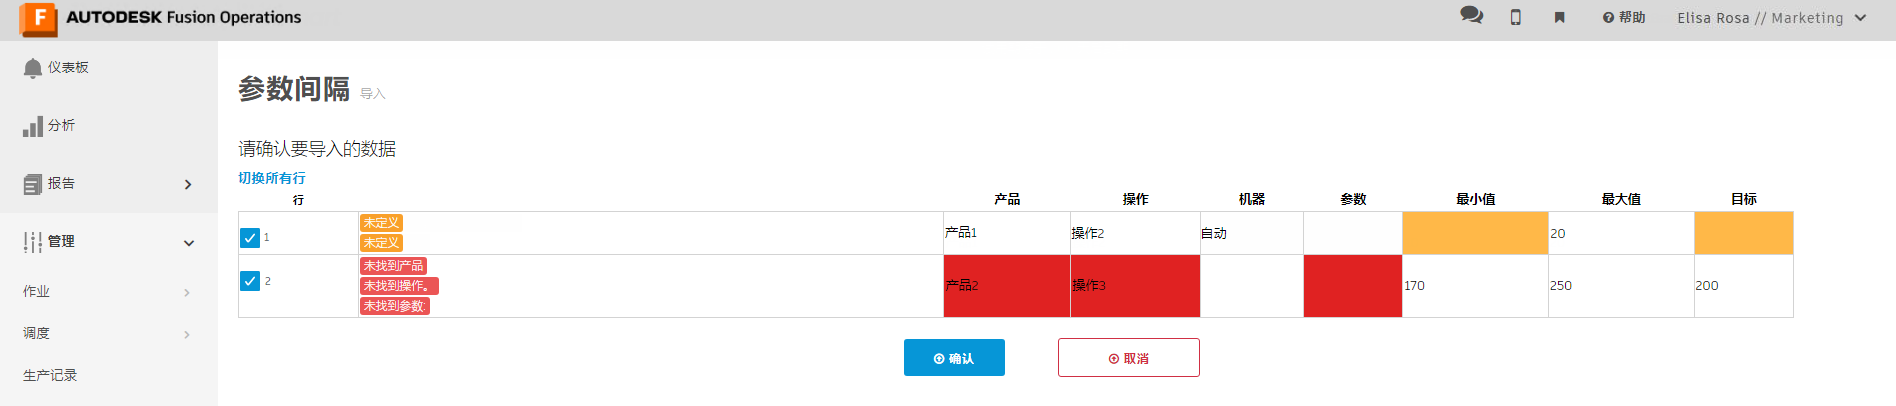 AUTODESK Fusion Operations
帮助
Elisa Rosa // Marketing
仪表板
分析
报告
管理
作业
调度
生产记录
参数间隔 导入
请确认要导入的数据
切换所有行
行 产品 操作 机器 参数 最小值 最大值 目标
1 未定义 未定义 产品1 操作2 自动 20
2 未找到产品 未找到操作。 未找到参数: 产品2 操作3 170 250 200
确认 取消